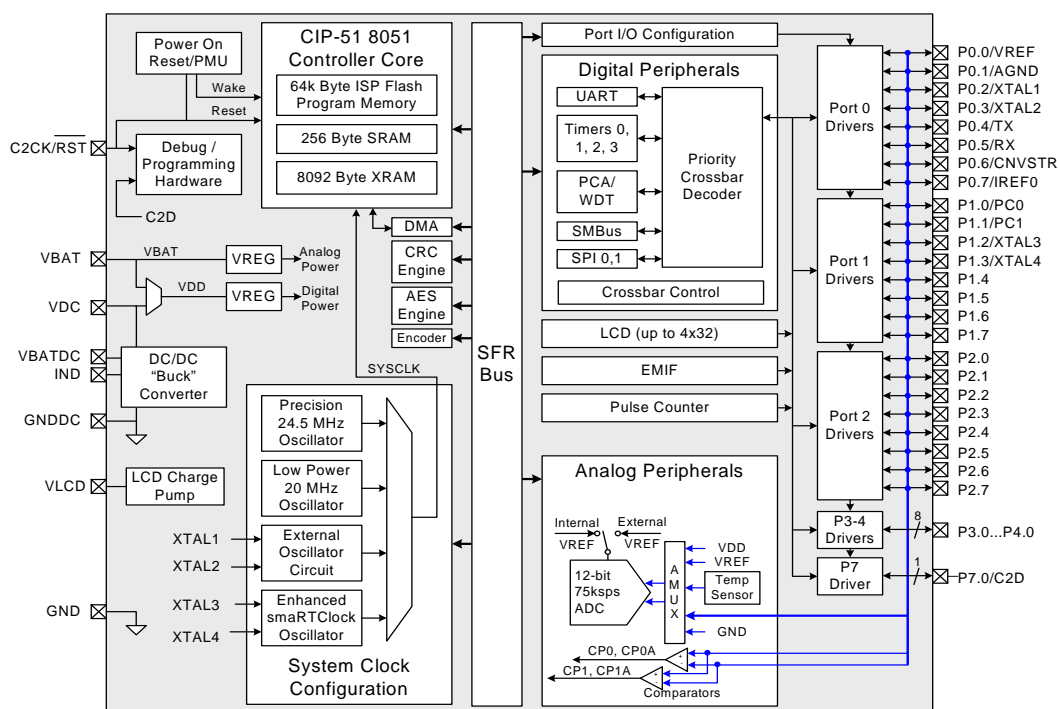 Power On
Reset/PMU
Wake
Reset
C2CK/RST
Debug /
Programming
Hardware
C2D
CIP-51 8051
Controller Core
64k Byte ISP Flash
Program Memory
256 Byte SRAM
8092 Byte XRAM
DMA
CRC
Engine
AES
Engine
Encoder
SYSCLK
VBAT
VBAT
VREG
Analog
Power
VDC
VDD
VREG
Digital
Power
VBATDC
IND
DC/DC
"Buck"
Converter
GNDDC
VLCD
LCD Charge
Pump
GND
Precision
24.5 MHz
Oscillator
Low Power
20 MHz
Oscillator
XTAL1
XTAL2
External
Oscillator
Circuit
XTAL3
XTAL4
Enhanced
smaRTClock
Oscillator
System Clock
Configuration
SFR
Bus
Port I/O Configuration
Digital Peripherals
UART
Timers 0,
1, 2, 3
PCA/
WDT
SMBus
SPI 0,1
Priority
Crossbar
Decoder
Crossbar Control
LCD (up to 4x32)
EMIF
Pulse Counter
Analog Peripherals
Internal
VREF
External
VREF
12-bit
75ksps
ADC
A
M
U
X
VDD
VREF
Temp
Sensor
GND
CP0, CP0A
+
-
CP1, CP1A
+
-
Comparators
Port 0
Drivers
Port 1
Drivers
Port 2
Drivers
P3-4
Drivers
P7
Driver
8
1
P0.0/VREF
P0.1/AGND
P0.2/XTAL1
P0.3/XTAL2
P0.4/TX
P0.5/RX
P0.6/CNVSTR
P0.7/IREF0
P1.0/PC0
P1.1/PC1
P1.2/XTAL3
P1.3/XTAL4
P1.4
P1.5
P1.6
P1.7
P2.0
P2.1
P2.2
P2.3
P2.4
P2.5
P2.6
P2.7
P3.0...P4.0
P7.0/C2D